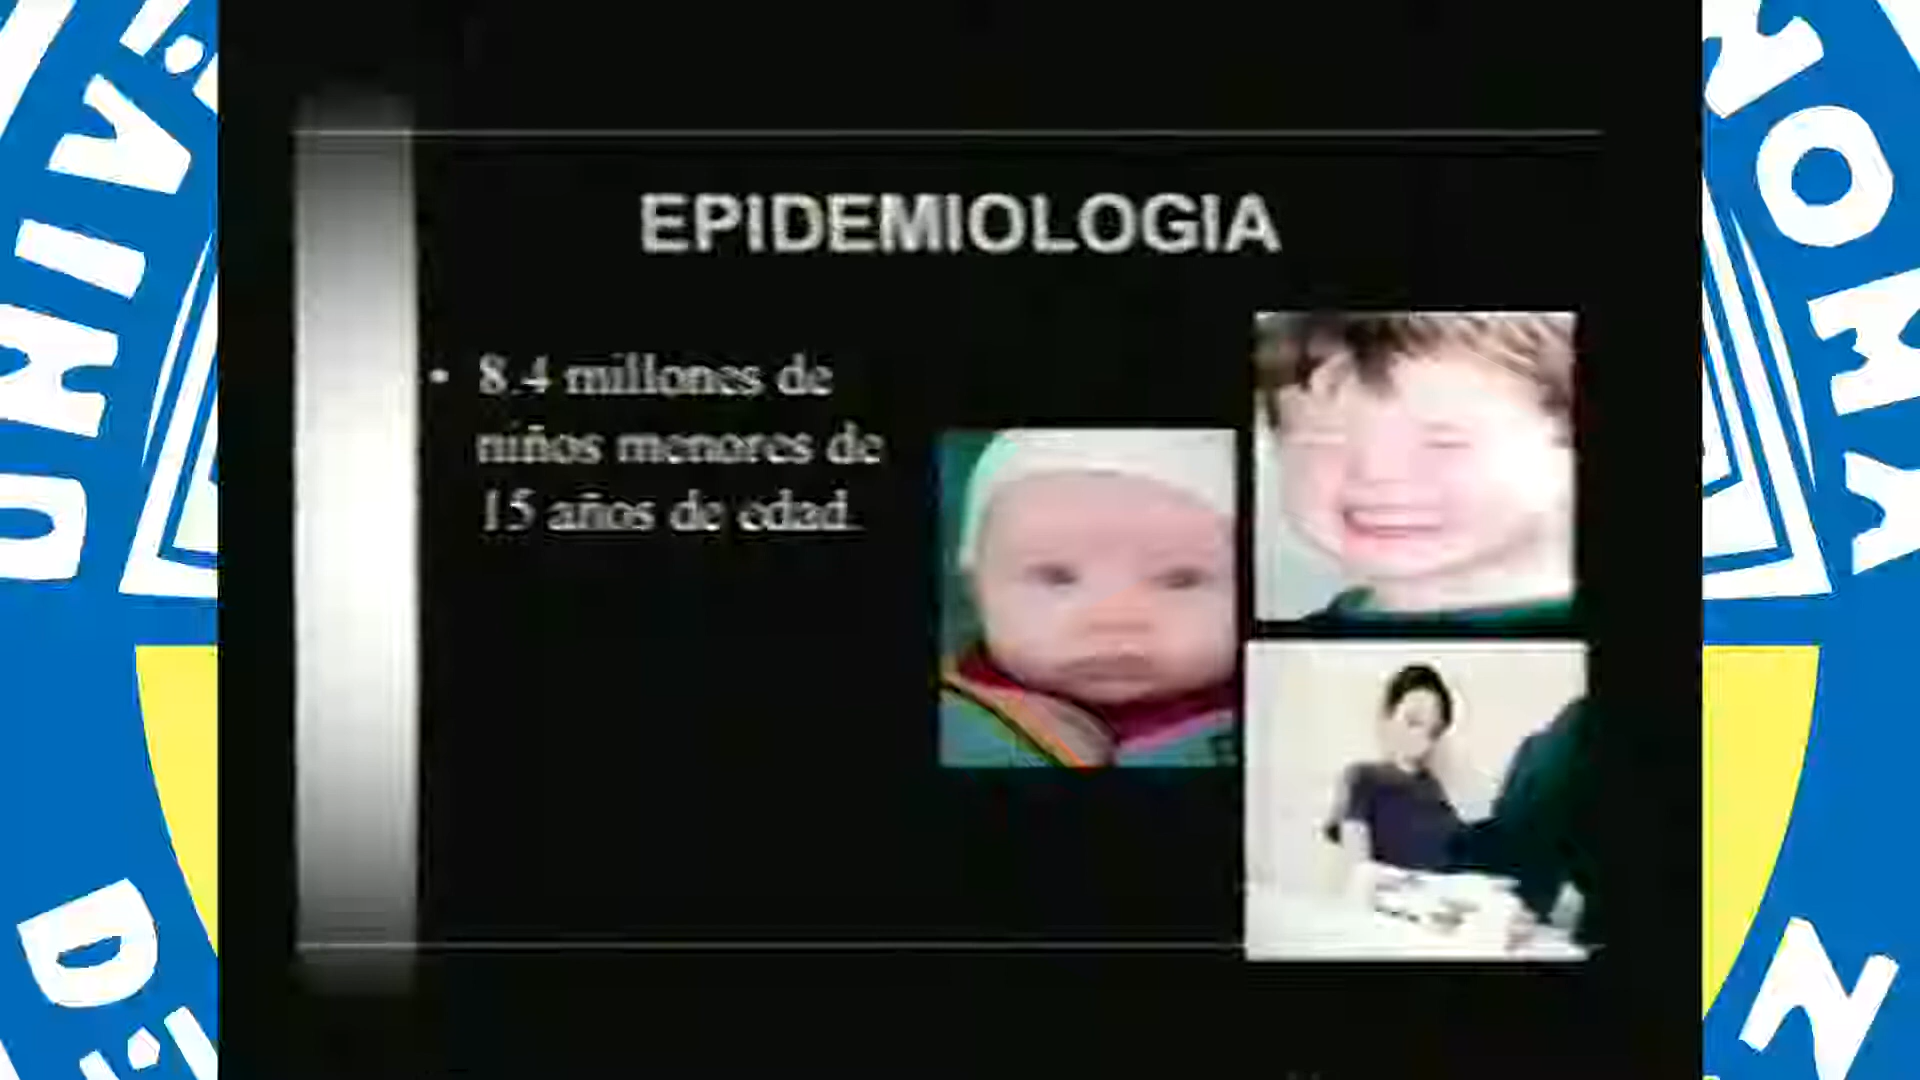 EPIDEMIOLOGIA
• 8.4 millones de
niños menores de
15 años de edad.